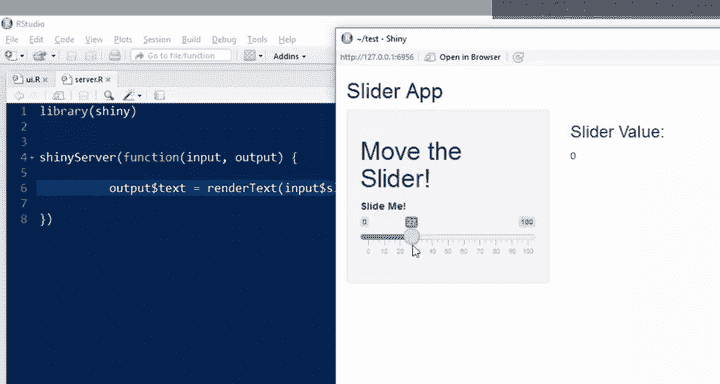 RStudio
File Edit Code View Plots Session Build Debug Tools Help
Go to file/function
Addins
ui.R
server.R
1 library(shiny)
2
3
4 shinyServer(function(input, output) {
5
6 output$text = renderText(input$s
7
8 })
~/test - Shiny
http://127.0.0.1:6956
Open in Browser
Slider App
Move the
Slider!
Slide Me!
0
100
0 10 20 30 40 50 60 70 80 90 100
Slider Value:
0